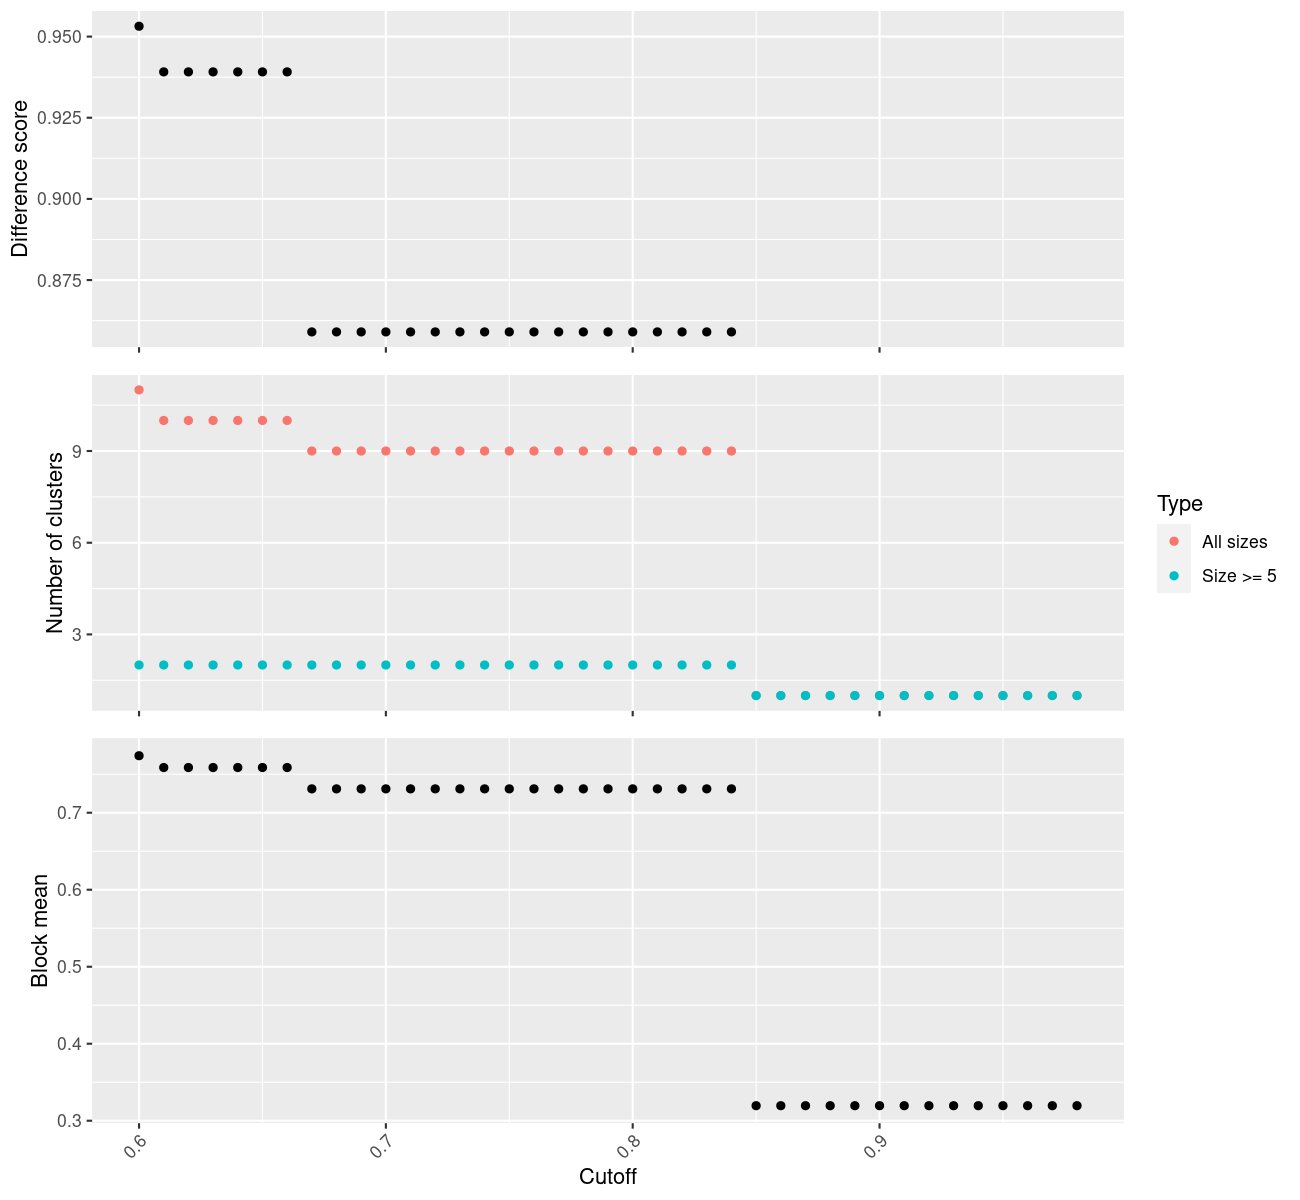 Difference score
0.950
0.925
0.900
0.875
Number of clusters
9
6
3
Type
All sizes
Size >= 5
Block mean
0.7
0.6
0.5
0.4
0.3
0.6 0.7 0.8 0.9
Cutoff